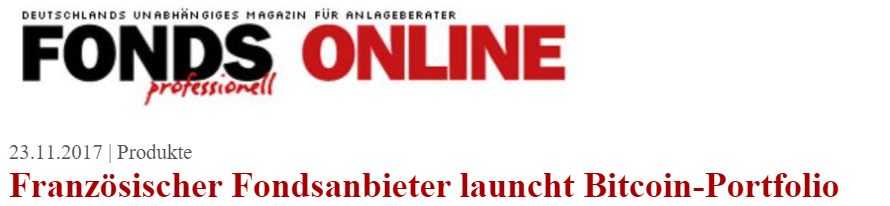 DEUTSCHLANDS UNABHÄNGIGES MAGAZIN FÜR ANLAGEBERATER
FONDS ONLINE
professionell
23.11.2017 | Produkte
Französischer Fondsanbieter launcht Bitcoin-Portfolio